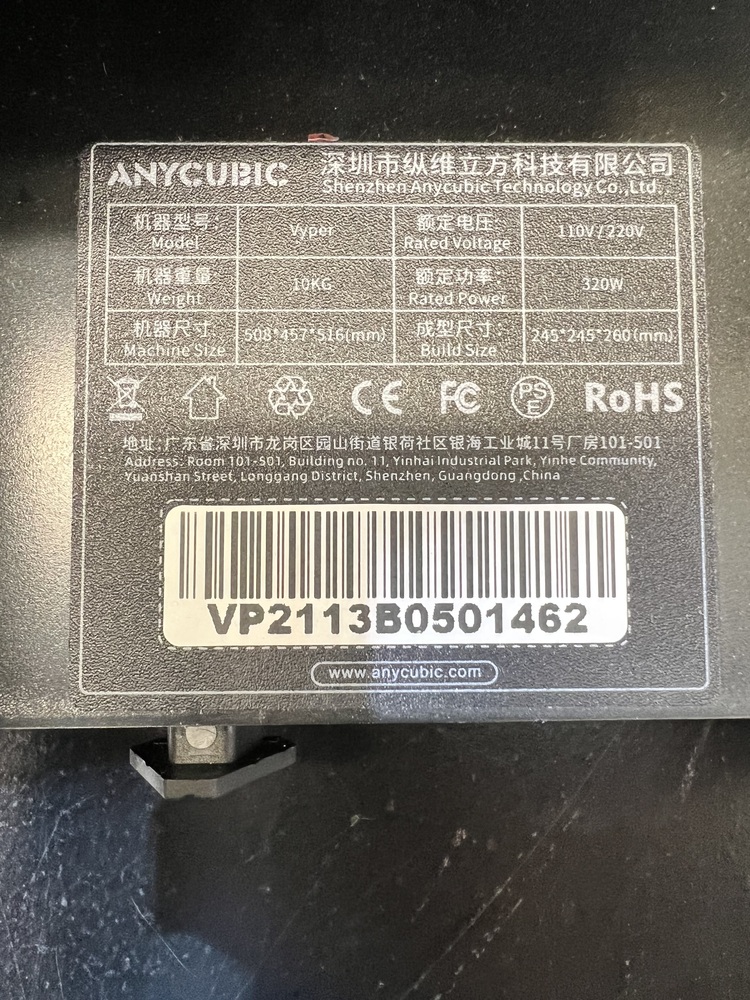 ANYCUBIC 深圳市纵维立方科技有限公司
Shenzhen Anycubic Technology Co.,Ltd.
机器型号: Vyper 额定电压: 110V/220V
Model Rated Voltage
机器重量 10KG 额定功率: 320W
Weight Rated Power
机器尺寸: 508*457*516(mm) 成型尺寸: 245*245*260(mm)
Machine Size Build Size
CE FC PSE RoHS
地址:广东省深圳市龙岗区园山街道银荷社区银海工业城11号厂房101-501
Address: Room 101-501, Building no. 11, Yinhai Industrial Park, Yinhe Community,
Yuanshan Street, Longgang District, Shenzhen, Guangdong ,China
VP2113B0501462
www.anycubic.com